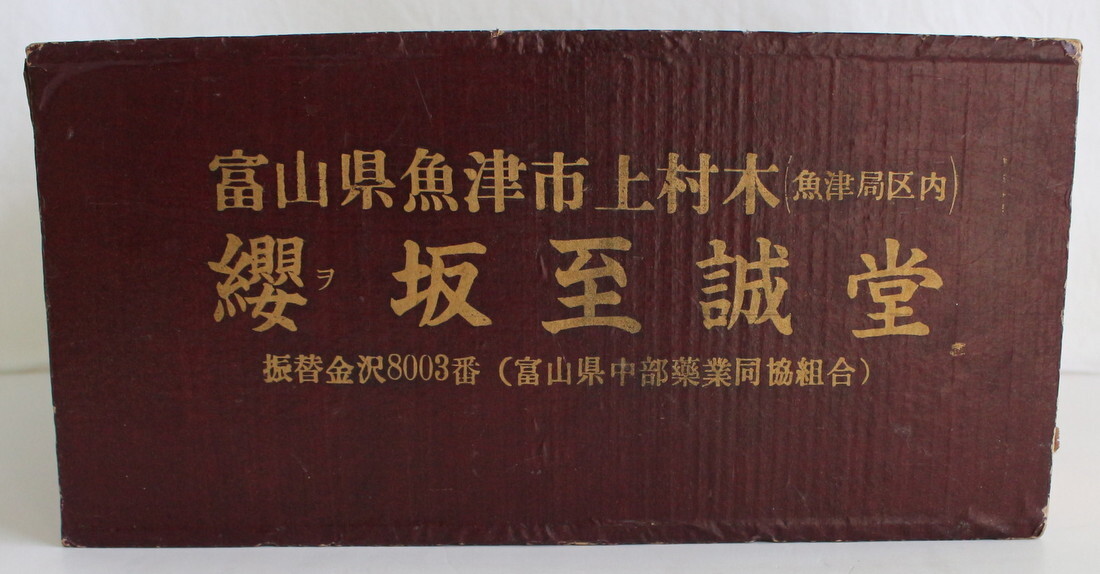 富山県魚津市上村木(魚津局区内)
纓ヲ坂至誠堂
振替金沢8003番(富山県中部藥業同協組合)